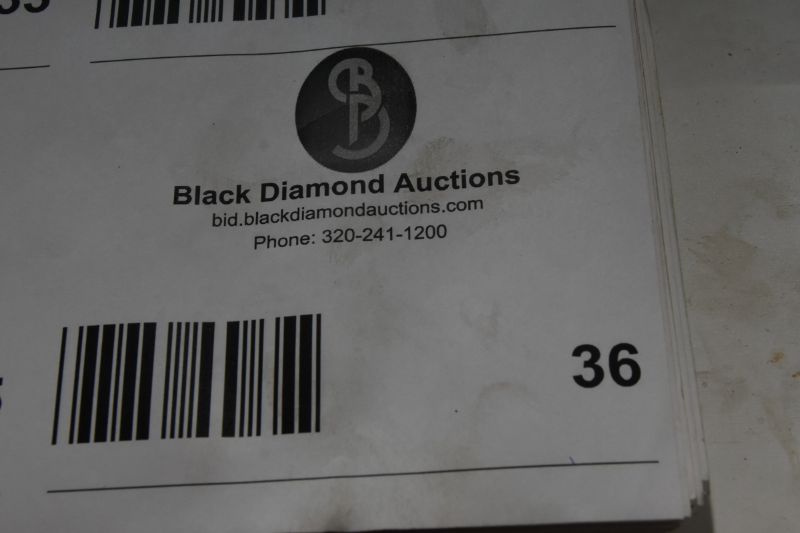 Black Diamond Auctions
bid.blackdiamondauctions.com
Phone: 320-241-1200
36